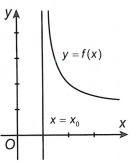 y
y = f(x)
x = x₀
x
O